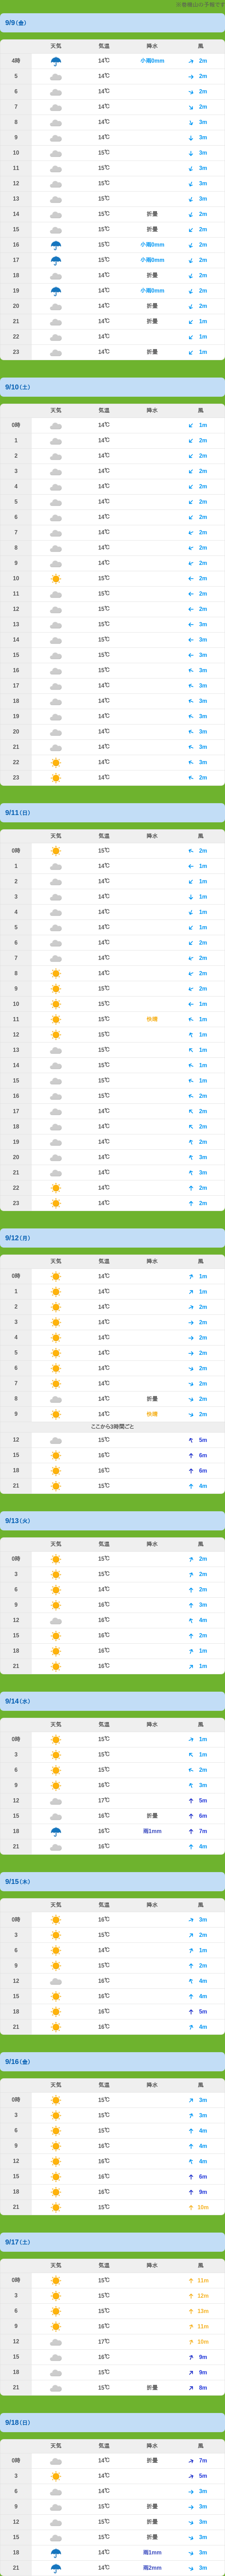 ※磐梯山の予報です
9/9(金)
天気 気温 降水 風
4時 14℃ 小雨0mm 2m
5 14℃ 2m
6 14℃ 2m
7 14℃ 2m
8 14℃ 3m
9 14℃ 3m
10 15℃ 3m
11 15℃ 3m
12 15℃ 3m
13 15℃ 3m
14 15℃ 折曇 2m
15 15℃ 折曇 2m
16 15℃ 小雨0mm 2m
17 15℃ 小雨0mm 2m
18 14℃ 折曇 2m
19 14℃ 小雨0mm 2m
20 14℃ 折曇 2m
21 14℃ 折曇 1m
22 14℃ 1m
23 14℃ 折曇 1m
9/10(土)
天気 気温 降水 風
0時 14℃ 1m
1 14℃ 2m
2 14℃ 2m
3 14℃ 2m
4 14℃ 2m
5 14℃ 2m
6 14℃ 2m
7 14℃ 2m
8 14℃ 2m
9 14℃ 2m
10 15℃ 2m
11 15℃ 2m
12 15℃ 2m
13 15℃ 3m
14 15℃ 3m
15 15℃ 3m
16 15℃ 3m
17 14℃ 3m
18 14℃ 3m
19 14℃ 3m
20 14℃ 3m
21 14℃ 3m
22 14℃ 3m
23 14℃ 2m
9/11(日)
天気 気温 降水 風
0時 15℃ 2m
1 14℃ 1m
2 14℃ 1m
3 14℃ 1m
4 14℃ 1m
5 14℃ 1m
6 14℃ 2m
7 14℃ 2m
8 14℃ 2m
9 15℃ 2m
10 15℃ 1m
11 15℃ 快晴 1m
12 15℃ 1m
13 15℃ 1m
14 15℃ 1m
15 15℃ 1m
16 15℃ 2m
17 14℃ 2m
18 14℃ 2m
19 14℃ 2m
20 14℃ 3m
21 14℃ 3m
22 14℃ 2m
23 14℃ 2m
9/12(月)
天気 気温 降水 風
0時 14℃ 1m
1 14℃ 1m
2 14℃ 2m
3 14℃ 2m
4 14℃ 2m
5 14℃ 2m
6 14℃ 2m
7 14℃ 2m
8 14℃ 折曇 2m
9 14℃ 快晴 2m
ここから3時間ごと
12 15℃ 5m
15 16℃ 6m
18 16℃ 6m
21 15℃ 4m
9/13(火)
天気 気温 降水 風
0時 15℃ 2m
3 15℃ 2m
6 14℃ 2m
9 16℃ 3m
12 16℃ 4m
15 16℃ 2m
18 16℃ 1m
21 16℃ 1m
9/14(水)
天気 気温 降水 風
0時 15℃ 1m
3 15℃ 1m
6 15℃ 2m
9 16℃ 3m
12 17℃ 5m
15 16℃ 折曇 6m
18 16℃ 雨1mm 7m
21 16℃ 4m
9/15(木)
天気 気温 降水 風
0時 16℃ 3m
3 15℃ 2m
6 14℃ 1m
9 15℃ 2m
12 16℃ 4m
15 16℃ 4m
18 16℃ 5m
21 16℃ 4m
9/16(金)
天気 気温 降水 風
0時 15℃ 3m
3 15℃ 3m
6 15℃ 4m
9 16℃ 4m
12 16℃ 4m
15 16℃ 6m
18 16℃ 9m
21 15℃ 10m
9/17(土)
天気 気温 降水 風
0時 15℃ 11m
3 15℃ 12m
6 15℃ 13m
9 16℃ 11m
12 17℃ 10m
15 16℃ 9m
18 15℃ 9m
21 15℃ 折曇 8m
9/18(日)
天気 気温 降水 風
0時 14℃ 折曇 7m
3 14℃ 5m
6 14℃ 3m
9 15℃ 折曇 3m
12 15℃ 折曇 3m
15 15℃ 折曇 3m
18 14℃ 雨1mm 3m
21 14℃ 雨2mm 3m